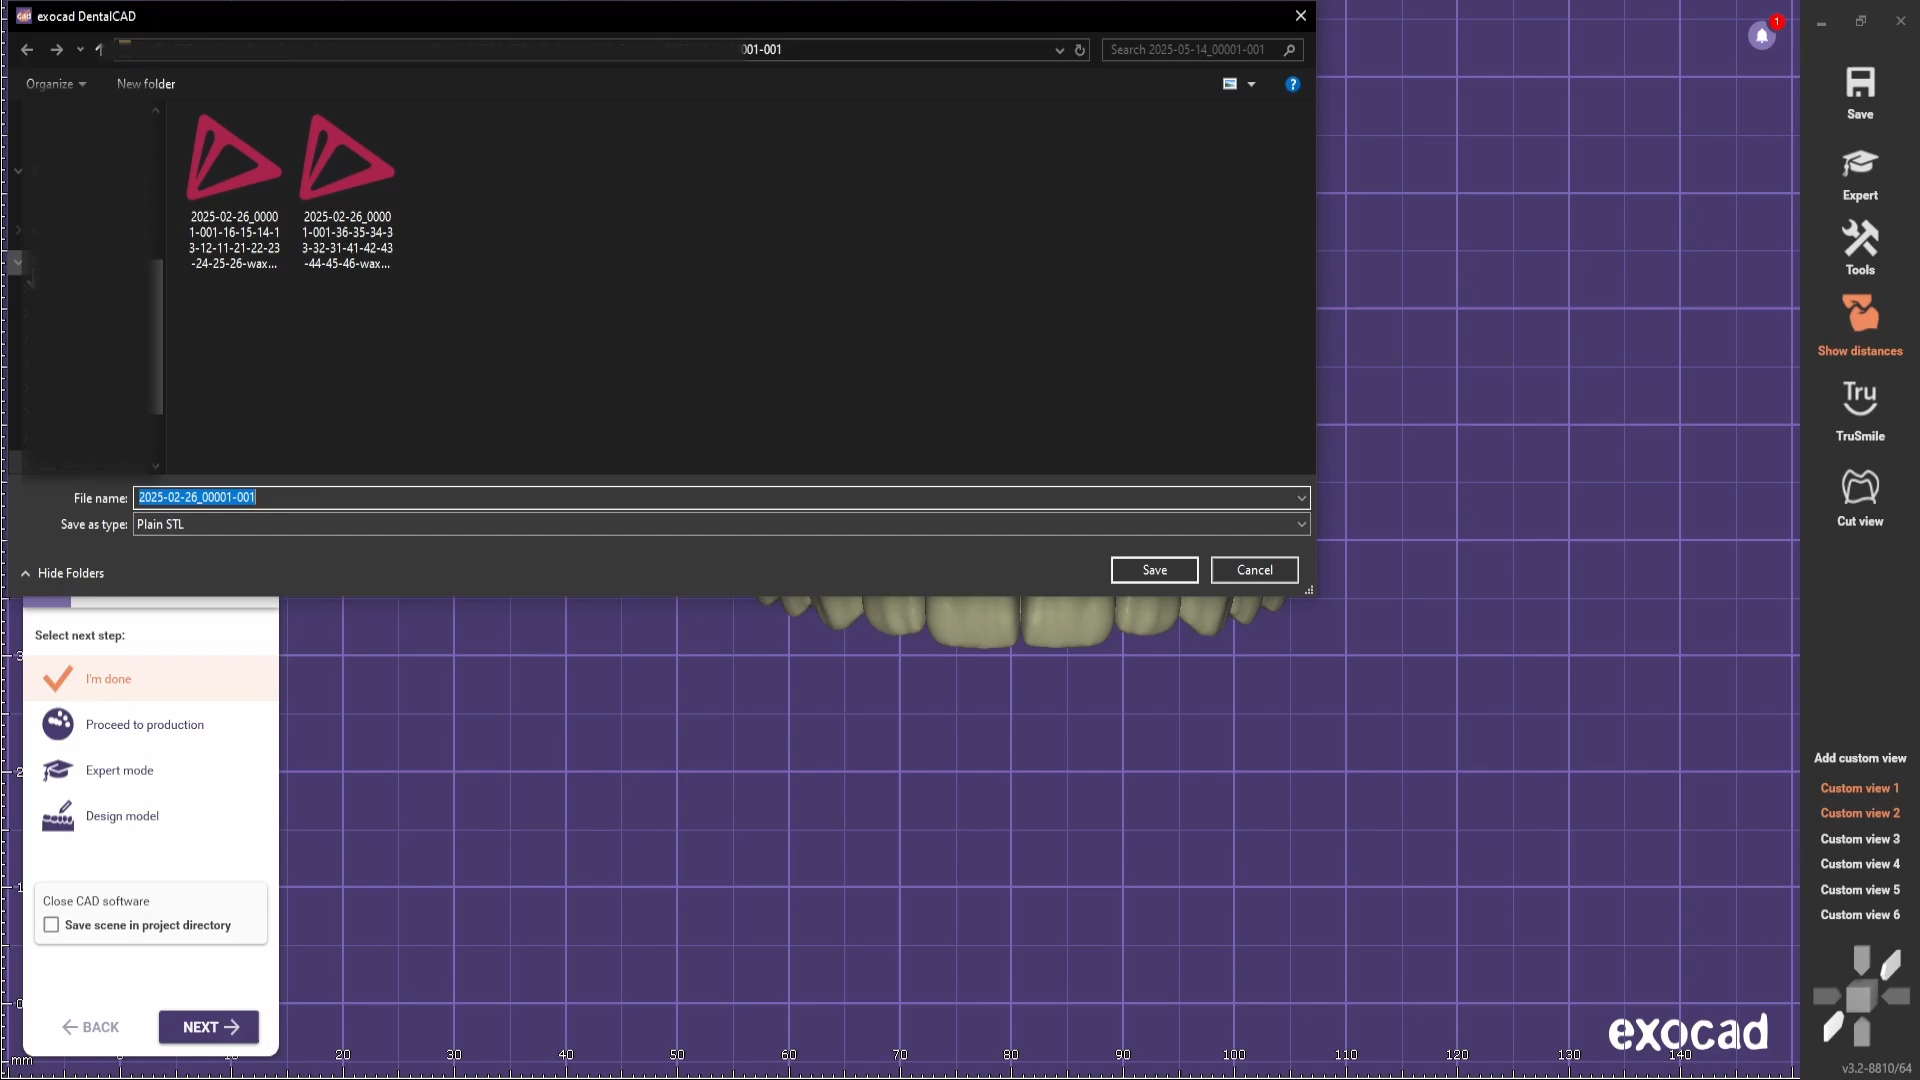 exocad DentalCAD
001-001
Search 2025-05-14_00001-001
Organize
New folder
2025-02-26_0000
1-001-16-15-14-1
3-12-11-21-22-23
-24-25-26-wax...
2025-02-26_0000
1-001-36-35-34-3
3-32-31-41-42-43
-44-45-46-wax...
File name: 2025-02-26_00001-001
Save as type: Plain STL
Hide Folders
Save
Cancel
Select next step:
I'm done
Proceed to production
Expert mode
Design model
Close CAD software
Save scene in project directory
BACK
NEXT
1
Save
Expert
Tools
Show distances
Tru
TruSmile
Cut view
Add custom view
Custom view 1
Custom view 2
Custom view 3
Custom view 4
Custom view 5
Custom view 6
exocad
v3.2-8810/64
3
2
1
0
mm
10 20 30 40 50 60 70 80 90 100 110 120 130 140